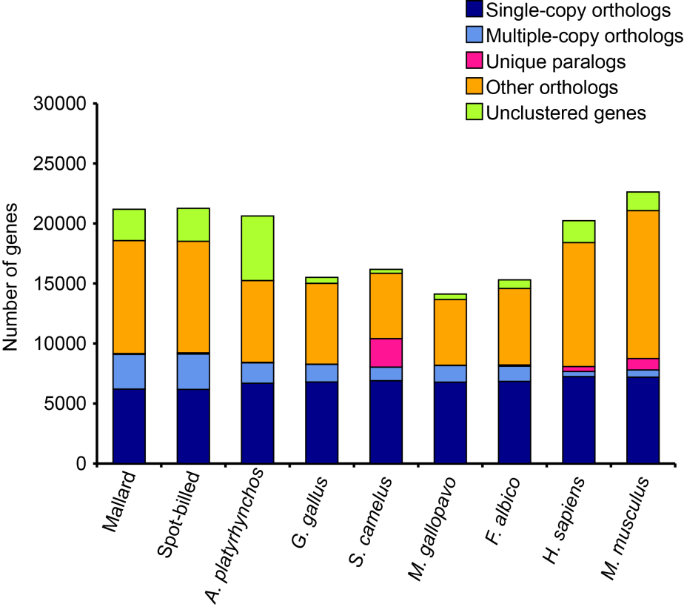 Single-copy orthologs
Multiple-copy orthologs
Unique paralogs
Other orthologs
Unclustered genes
30000
25000
20000
15000
10000
5000
0
Number of genes
Mallard
Spot-billed
A. platyrhynchos
G. gallus
S. camelus
M. gallopavo
F. albico
H. sapiens
M. musculus